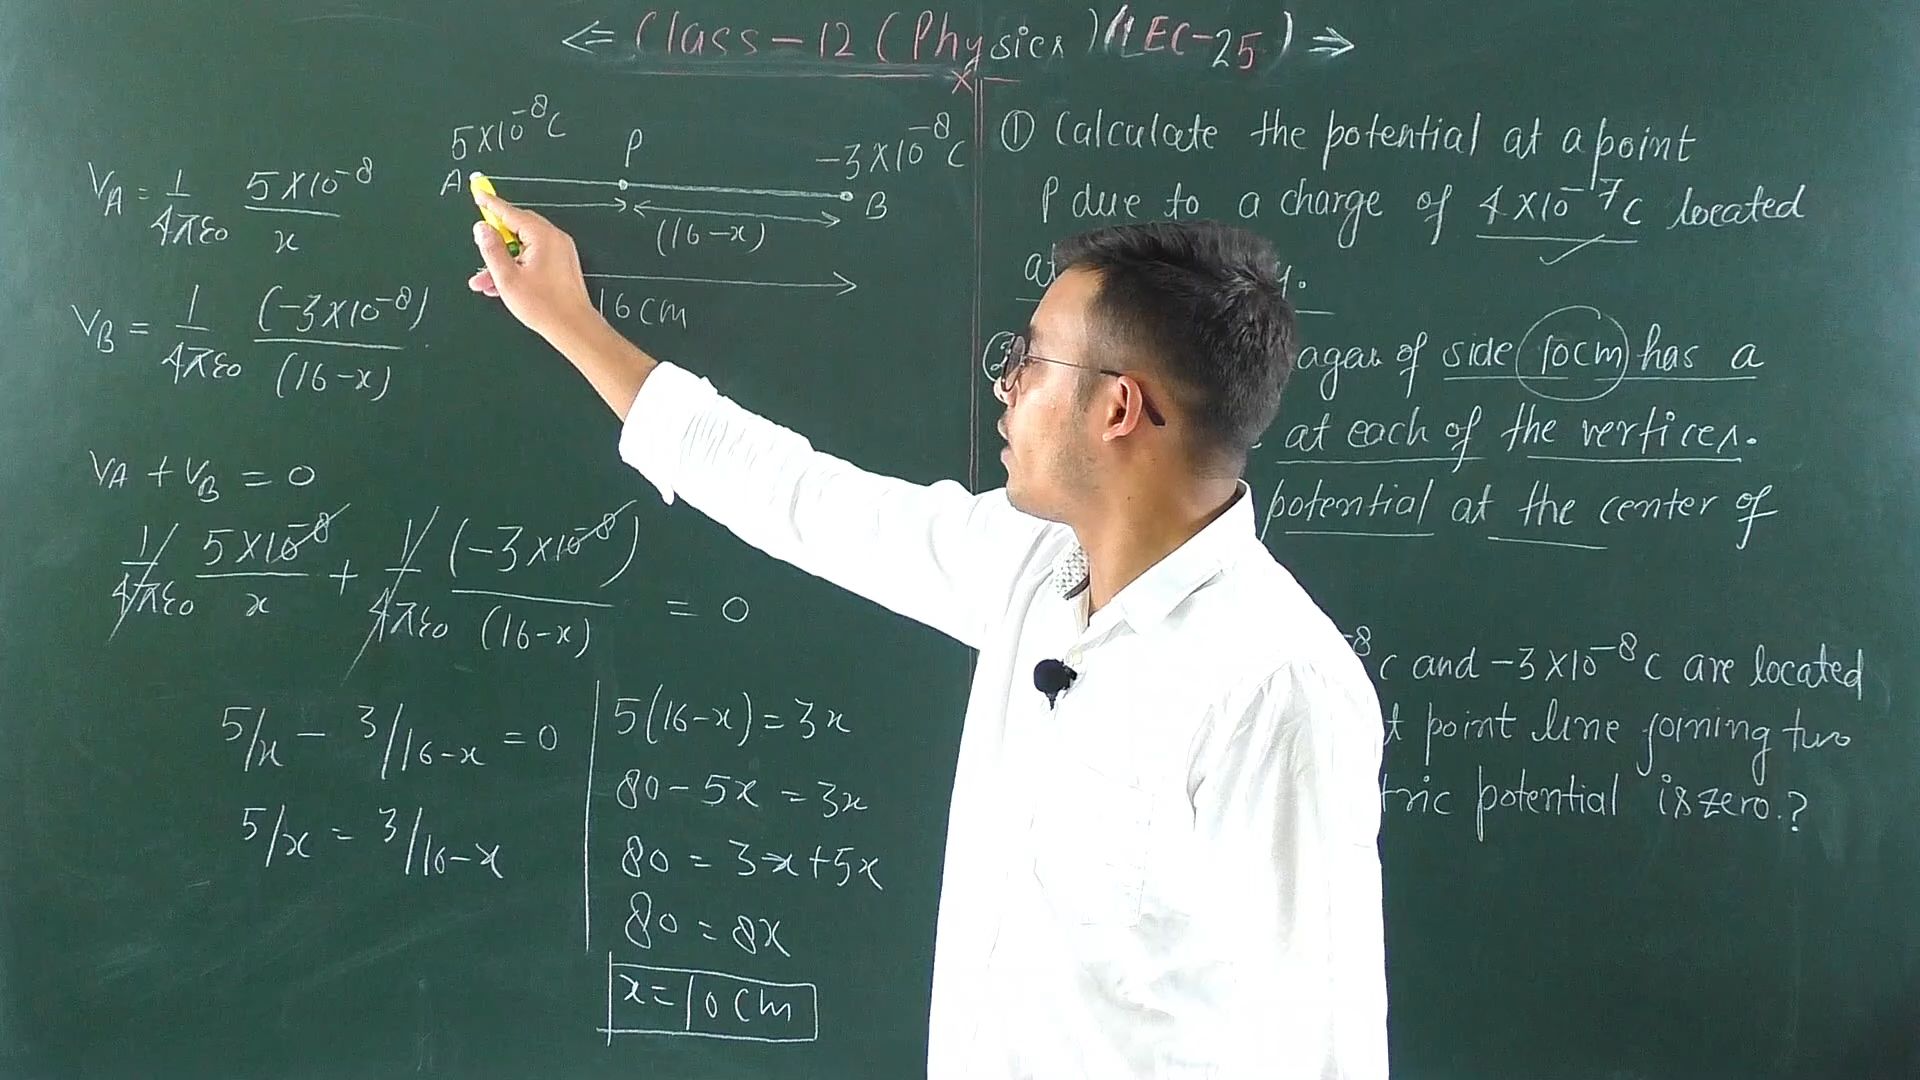 ⇐ Class-12 (Physics) (LEC-25) ⇒
5×10⁻⁸C
P
-3×10⁻⁸C
A
B
(16-x)
16cm
V_A = 1/4πε₀ 5×10⁻⁸/x
V_B = 1/4πε₀ (-3×10⁻⁸)/(16-x)
V_A + V_B = 0
1/4πε₀ 5×10⁻⁸/x + 1/4πε₀ (-3×10⁻⁸)/(16-x) = 0
5/x - 3/16-x = 0
5/x = 3/16-x
5(16-x) = 3x
80 - 5x = 3x
80 = 3x+5x
80 = 8x
x = 10cm
① Calculate the potential at a point
P due to a charge of 4×10⁻⁷C located
at
of side 10cm has a
at each of the vertices.
potential at the center of
⁻⁸C and -3×10⁻⁸C are located
point line joining two
potential is zero.?